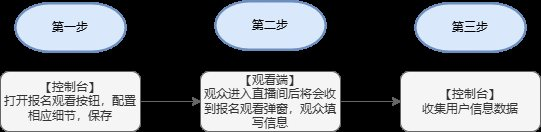 第一步
第二步
第三步
【控制台】
打开报名观看按钮，配置
相应细节，保存
【观看端】
观众进入直播间后将会收
到报名观看弹窗，观众填
写信息
【控制台】
收集用户信息数据